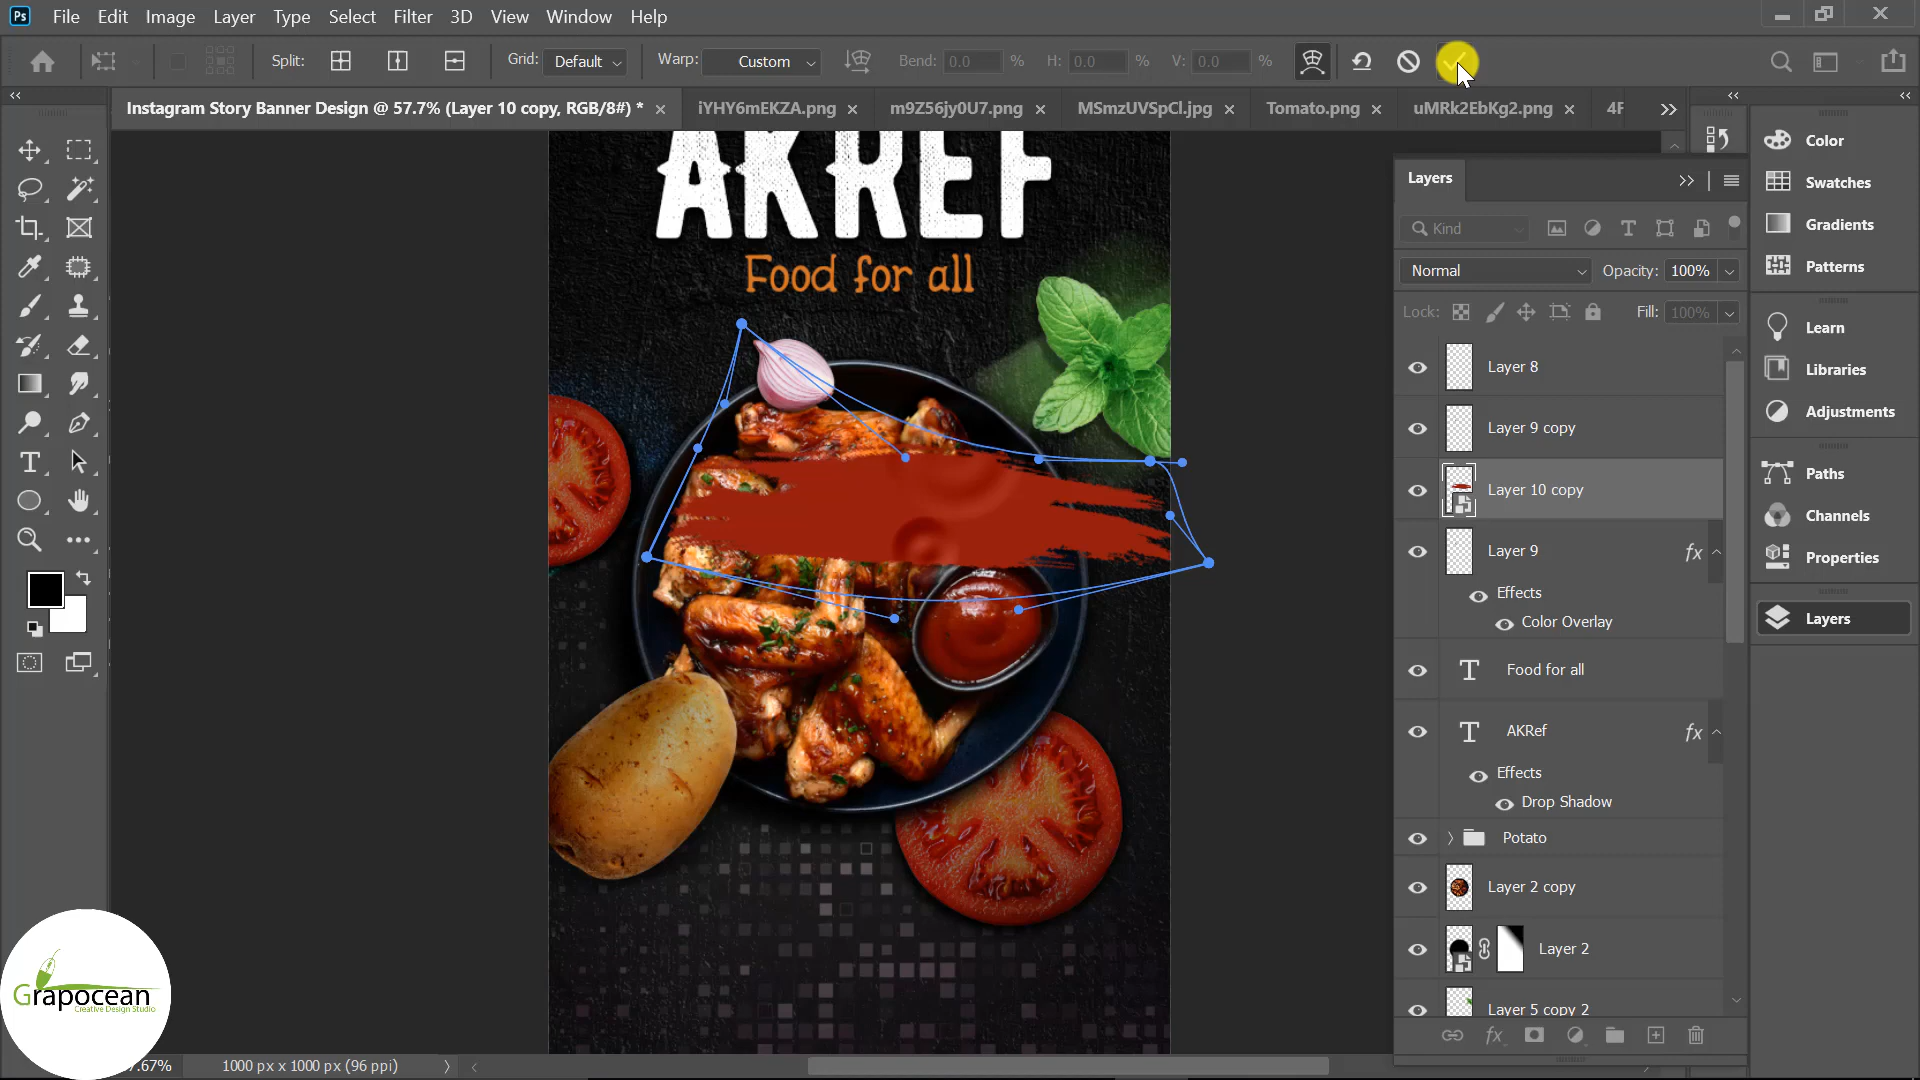 Ps File Edit Image Layer Select Filter 3D View Window Help
Split: Grid: Default Warp: Custom Bend: 0.0 % H: 0.0 % V: 0.0 %
Instagram Story Banner Design @ 57.7% (Layer 10 copy, RGB/8#) * × iYHY6mEKZA.png × m9Z56jy0U7.png × MSmzUVSpCl.jpg × Tomato.png × uMRk2EbKg2.png × 4F
AKREF
Food for all
Layers
Kind
Normal Opacity: 100%
Lock: Fill: 100%
Layer 8
Layer 9 copy
Layer 10 copy
Layer 9 fx
Effects
Color Overlay
T Food for all
T AKRef fx
Effects
Drop Shadow
Potato
Layer 2 copy
Layer 2
Layer 5 copy 2
fx
Color
Swatches
Gradients
Patterns
Learn
Libraries
Adjustments
Paths
Channels
Properties
Layers
Grapocean
Creative Design Studio
7.67% 1000 px x 1000 px (96 ppi)